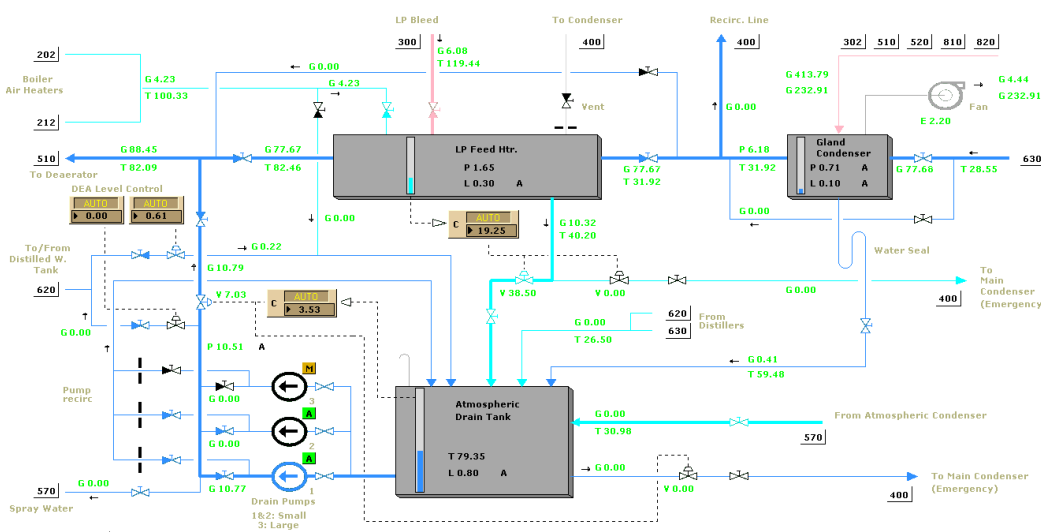 LP Bleed
To Condenser
Recirc. Line
300
400
400
302
510
520
810
820
202
G 6.08
T 119.44
G 0.00
Boiler
Air Heaters
G 4.23
T 100.33
G 4.23
G 413.79
G 232.91
G 4.44
G 232.91
Fan
E 2.20
Vent
G 0.00
212
510
To Deaerator
G 88.45
T 82.09
G 77.67
T 82.46
LP Feed Htr.
P 1.65
L 0.30 A
G 77.67
T 31.92
P 6.18
T 31.92
Gland
Condenser
P 0.71 A
L 0.10 A
G 77.68
T 28.55
630
DEA Level Control
AUTO
0.00
AUTO
0.61
G 0.00
C
AUTO
19.25
G 10.32
T 40.20
G 0.00
Water Seal
To/From
Distilled W.
Tank
620
G 0.22
G 10.79
V 7.03
C
AUTO
3.53
V 38.50
V 0.00
G 0.00
To
Main
Condenser
(Emergency)
400
G 0.00
G 0.00
T 26.50
620
630
From
Distillers
P 10.51 A
G 0.41
T 59.48
Pump
recirc
M
3
G 0.00
A
2
G 0.00
A
1
G 10.77
Drain Pumps
1&2: Small
3: Large
Atmospheric
Drain Tank
T 79.35
L 0.80 A
G 0.00
T 30.98
From Atmospheric Condenser
570
G 0.00
V 0.00
To Main Condenser
(Emergency)
400
570
G 0.00
Spray Water